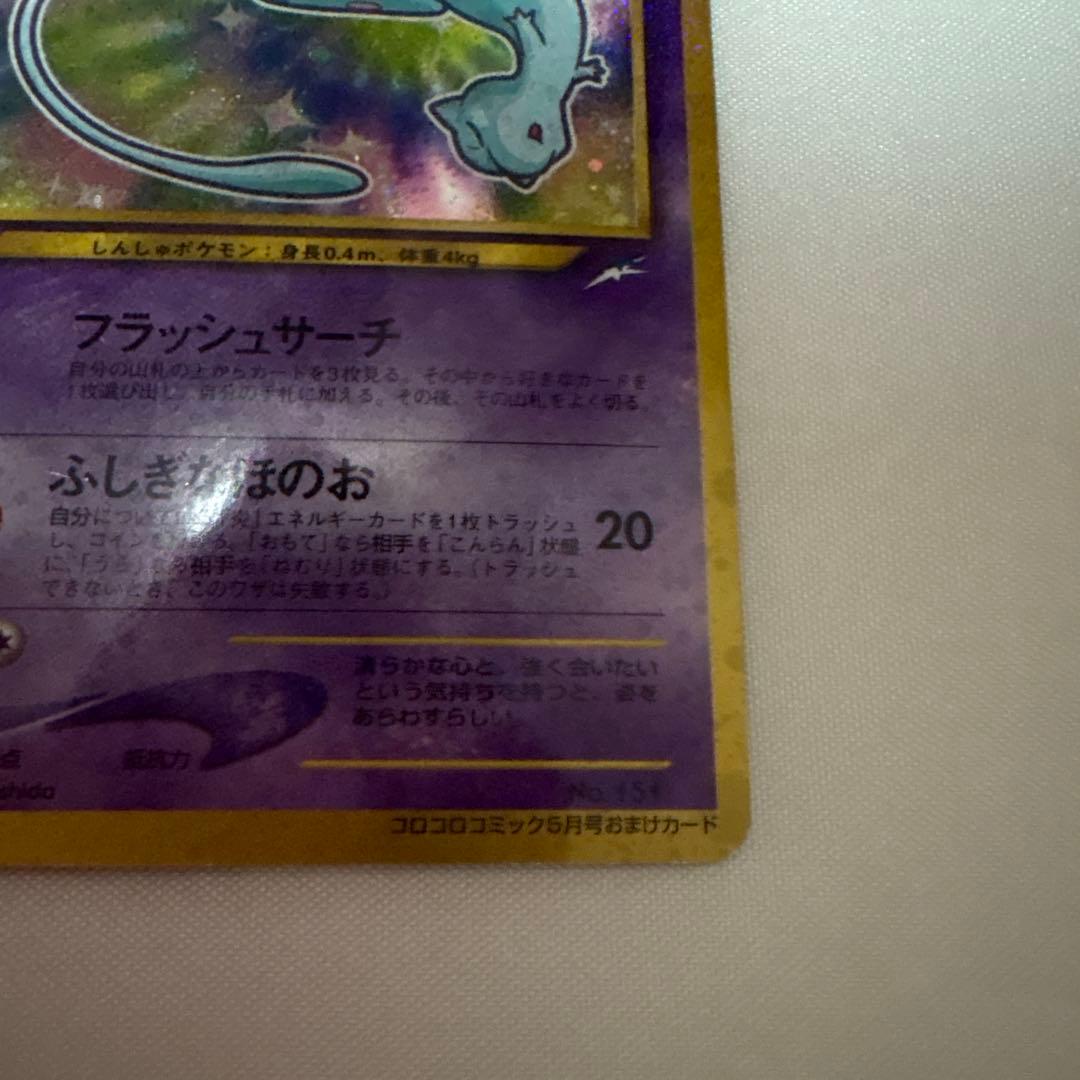 しんしゅポケモン：身長0.4m、体重4kg
フラッシュサーチ
自分の山札の上からカードを3枚見る。その中から好きなカードを
1枚選び出し、自分の手札に加える。その後、その山札をよく切る。
ふしぎなほのお
自分につい 炎」エネルギーカードを1枚トラッシュ
し、コインを 。「おもて」なら相手を「こんらん」状態
に、「うら」なら相手を「ねむり」状態にする。（トラッシュ
できないとき、このワザは失敗する。）
20
清らかな心と、強く会いたい
という気持ちを持つと、姿を
あらわすらしい
点 抵抗力
shida
No.151
コロコロコミック5月号おまけカード